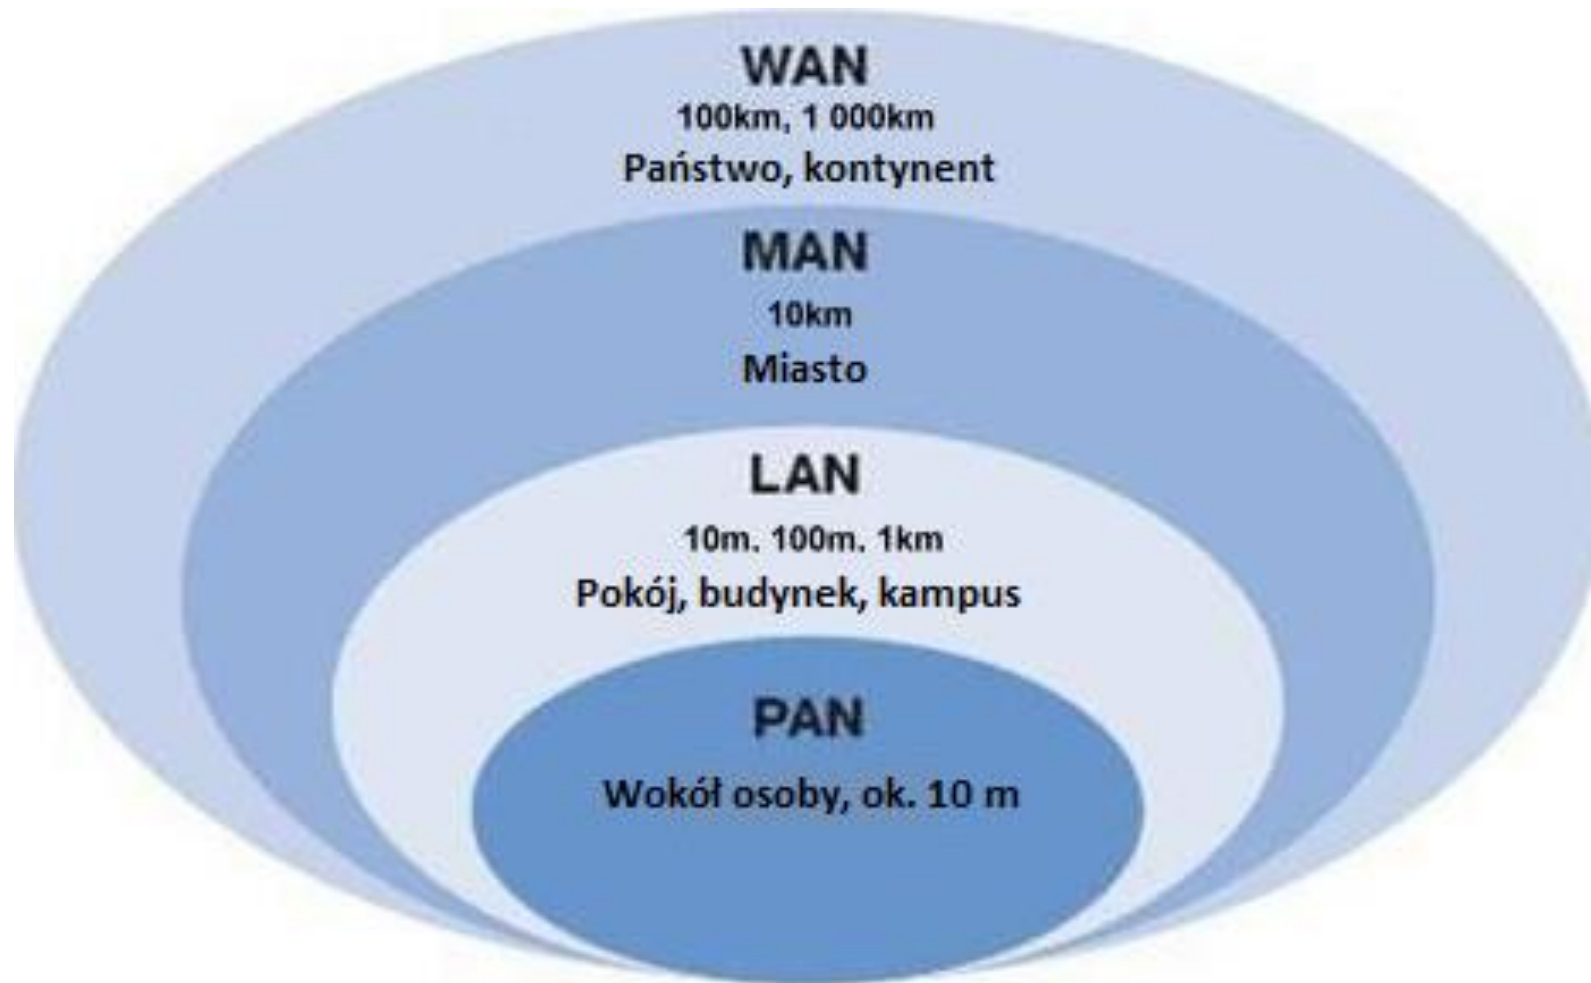 WAN
100km, 1 000km
Państwo, kontynent
MAN
10km
Miasto
LAN
10m. 100m. 1km
Pokój, budynek, kampus
PAN
Wokół osoby, ok. 10 m